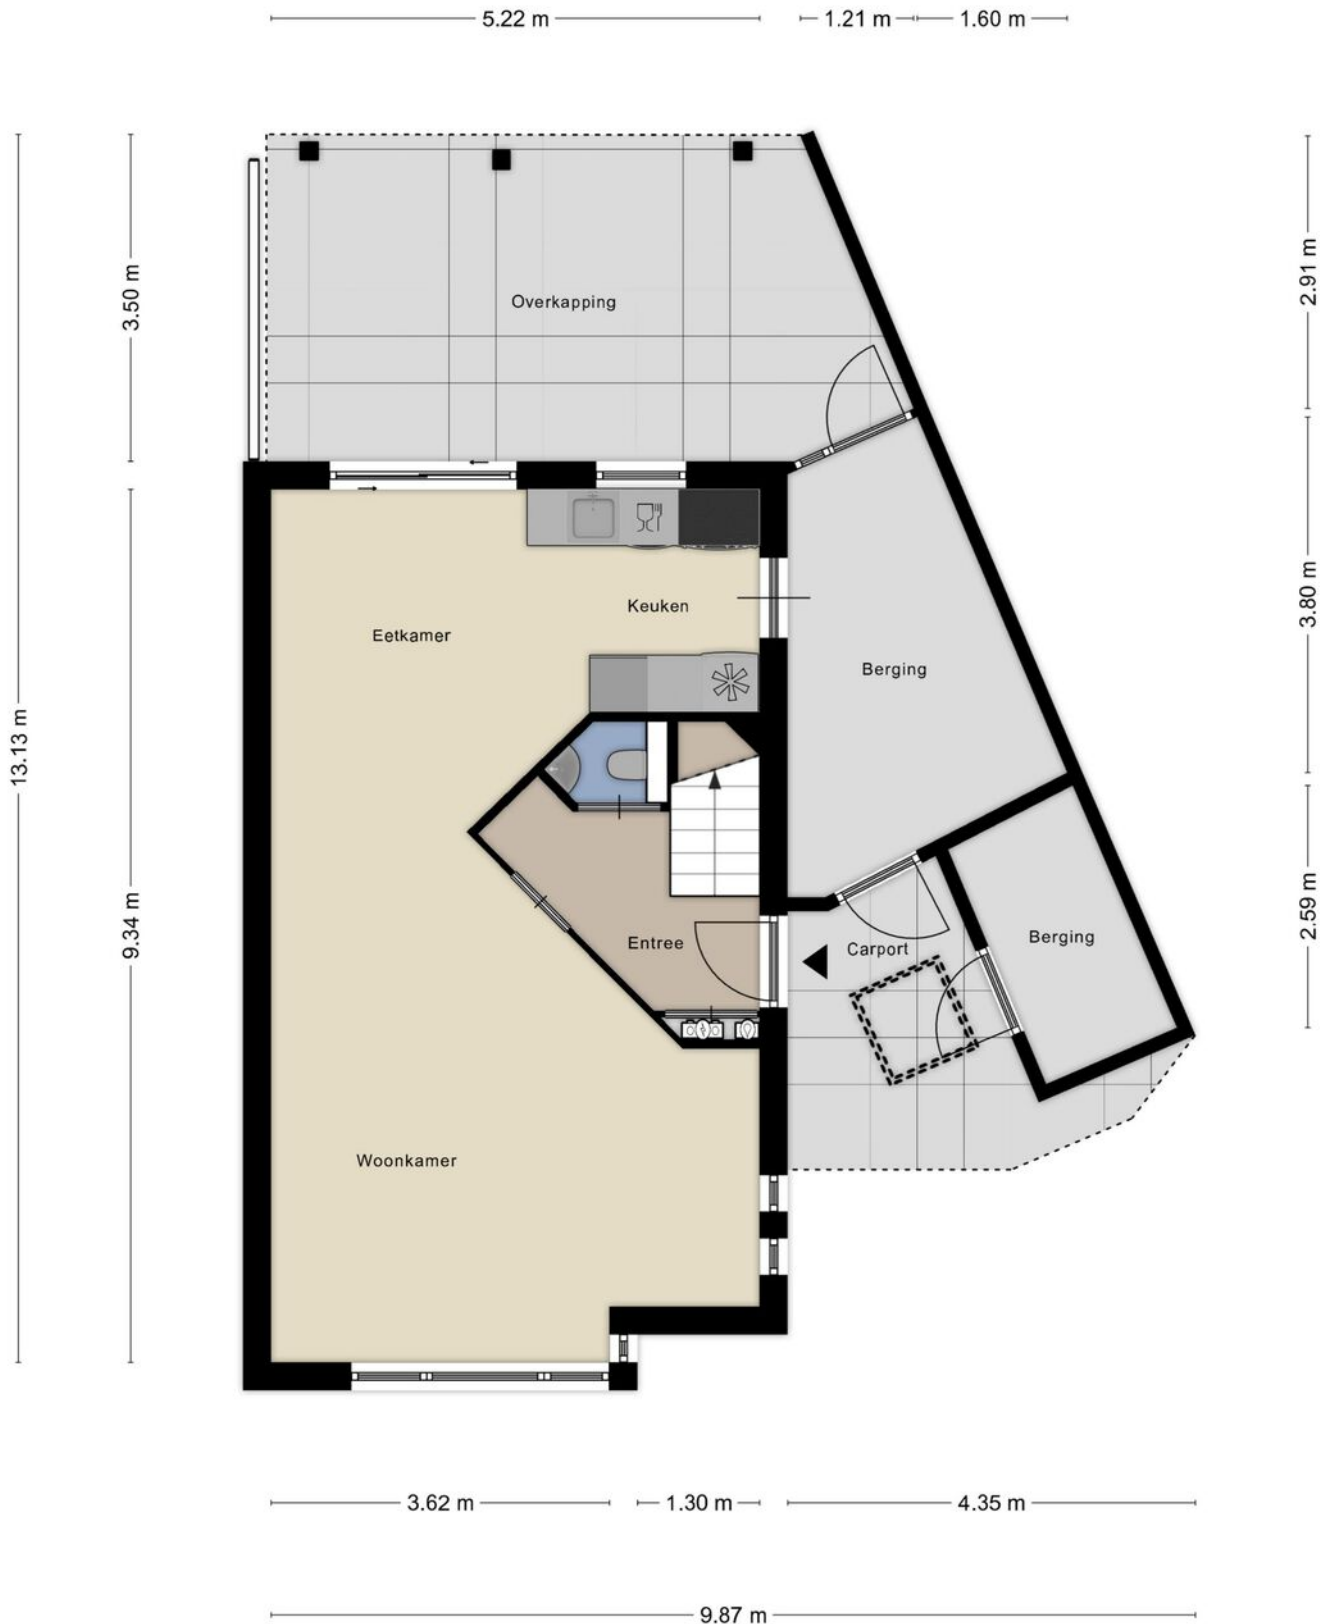 5.22 m
1.21 m
1.60 m
3.50 m
2.91 m
Overkapping
Keuken
Eetkamer
Berging
3.80 m
13.13 m
9.34 m
Entree
Carport
Berging
2.59 m
Woonkamer
3.62 m
1.30 m
4.35 m
9.87 m